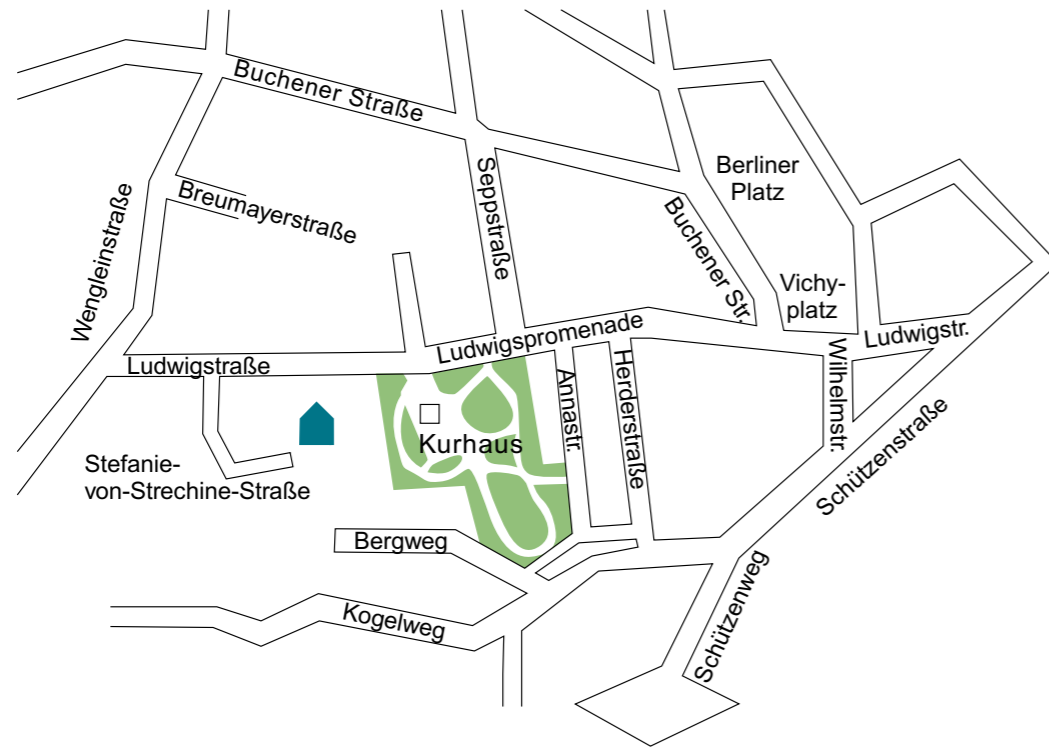 Buchener Straße
Berliner
Platz
Breumayerstraße
Seppstraße
Buchener Str.
Wengleinstraße
Vichy-
platz
Ludwigspromenade
Ludwigstr.
Ludwigstraße
Wilhelmstr.
Annastr.
Herderstraße
Kurhaus
Schützenstraße
Stefanie-
von-Strechine-Straße
Bergweg
Kogelweg
Schützenweg